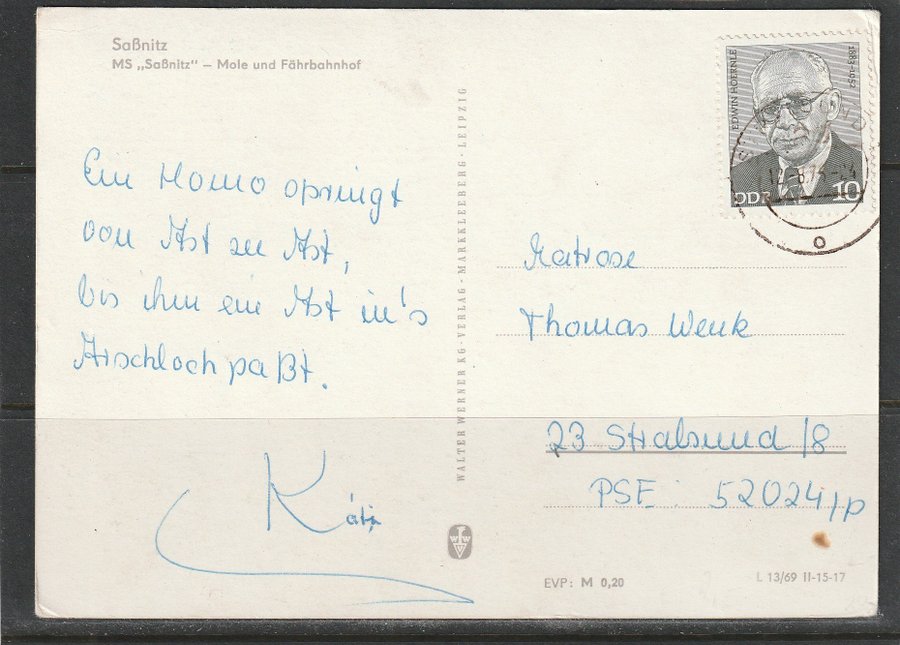 Saßnitz
MS „Saßnitz" – Mole und Fährbahnhof
Ein Homo springt
von Ast zu Ast,
bis ihm ein Ast in's
Arschloch paßt.
WALTER WERNER KG · VERLAG · MARKKLEEBERG · LEIPZIG
EDWIN HOERNLE
1883-1952
DDR
10
Matrose
Thomas Wenk
23 Stralsund /8
PSE: 52024/p
EVP: M 0,20
L 13/69 II-15-17